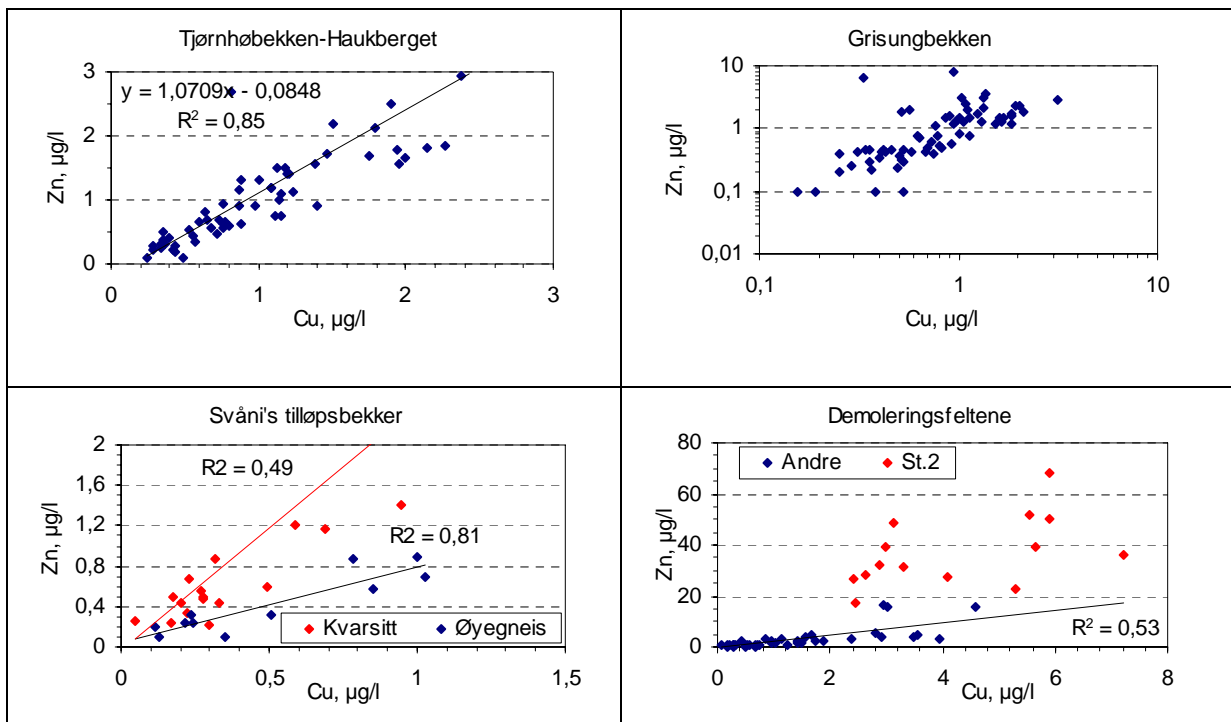 Tjørnhøbekken-Haukberget
y = 1,0709x - 0,0848
R² = 0,85
3
2
1
0
Zn, µg/l
0 1 2 3
Cu, µg/l
Grisungbekken
10
1
0,1
0,01
Zn, µg/l
0,1 1 10
Cu, µg/l
Svåni's tilløpsbekker
R2 = 0,49
R2 = 0,81
2
1,6
1,2
0,8
0,4
0
Zn, µg/l
Kvarsitt Øyegneis
0 0,5 1 1,5
Cu, µg/l
Demoleringsfeltene
Andre St.2
80
60
40
20
0
Zn, µg/l
R² = 0,53
0 2 4 6 8
Cu, µg/l